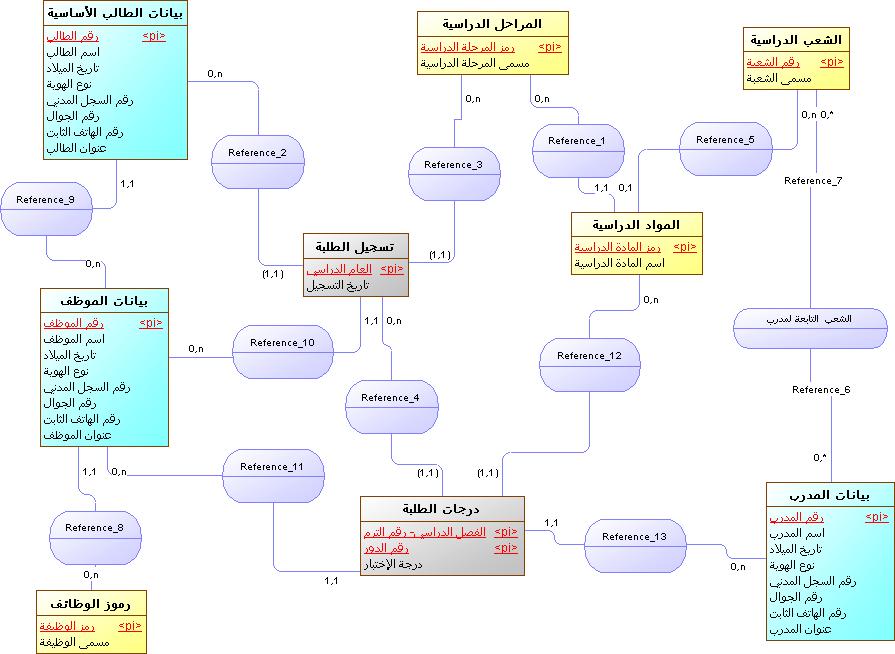 بيانات الطالب الأساسية
رقم الطالب <pi>
اسم الطالب
تاريخ الميلاد
نوع الهوية
رقم السجل المدني
رقم الجوال
رقم الهاتف الثابت
عنوان الطالب
المراحل الدراسية
رمز المرحلة الدراسية <pi>
مسمى المرحلة الدراسية
الشعب الدراسية
رقم الشعبة <pi>
مسمى الشعبة
0,n
0,n
0,n
0,n 0,*
Reference_2
Reference_3
Reference_1
Reference_5
Reference_7
1,1
1,1 0,1
Reference_9
0,n
(1,1)
(1,1)
تسجيل الطلبة
العام الدراسي <pi>
تاريخ التسجيل
المواد الدراسية
رمز المادة الدراسية <pi>
اسم المادة الدراسية
بيانات الموظف
رقم الموظف <pi>
اسم الموظف
تاريخ الميلاد
نوع الهوية
رقم السجل المدني
رقم الجوال
رقم الهاتف الثابت
عنوان الموظف
1,1 0,n
0,n
الشعب التابعة لمدرب
0,n
Reference_10
Reference_12
Reference_4
Reference_6
1,1 0,n
Reference_11
(1,1)
(1,1)
0,*
درجات الطلبة
الفصل الدراسي- رقم الترم <pi>
رقم الدور <pi>
درجة الإختبار
بيانات المدرب
رقم المدرب <pi>
اسم المدرب
تاريخ الميلاد
نوع الهوية
رقم السجل المدني
رقم الجوال
رقم الهاتف الثابت
عنوان المدرب
Reference_8
1,1
Reference_13
0,n
0,n
1,1
رموز الوظائف
رمز الوظيفة <pi>
مسمى الوظيفة